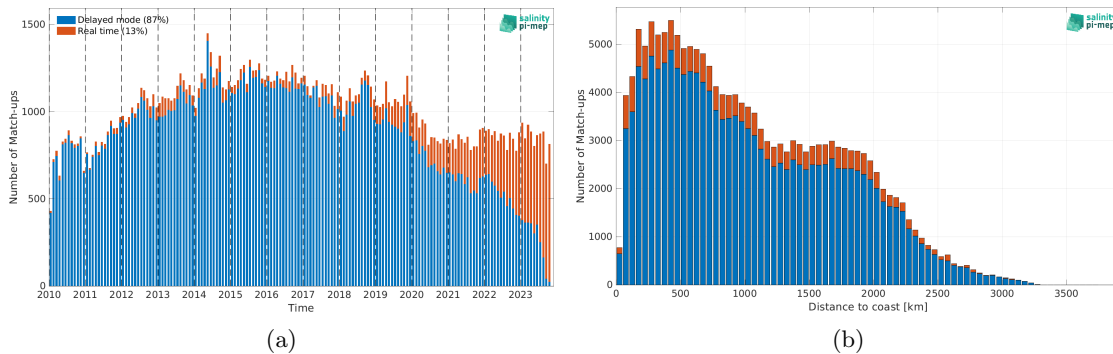 Delayed mode (87%)
Real time (13%)
salinity
pi-mep
1500
1000
500
0
Number of Match-ups
2010 2011 2012 2013 2014 2015 2016 2017 2018 2019 2020 2021 2022 2023
Time
(a)
salinity
pi-mep
5000
4000
3000
2000
1000
0
Number of Match-ups
0 500 1000 1500 2000 2500 3000 3500
Distance to coast [km]
(b)